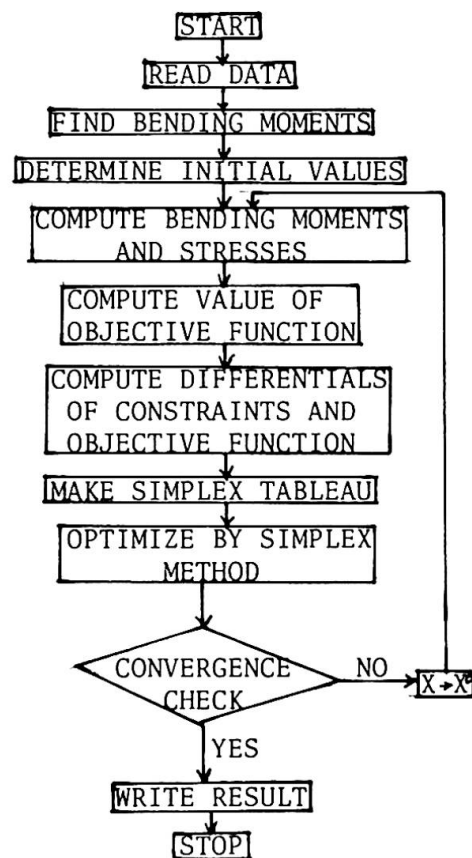 START
READ DATA
FIND BENDING MOMENTS
DETERMINE INITIAL VALUES
COMPUTE BENDING MOMENTS
AND STRESSES
COMPUTE VALUE OF
OBJECTIVE FUNCTION
COMPUTE DIFFERENTIALS
OF CONSTRAINTS AND
OBJECTIVE FUNCTION
MAKE SIMPLEX TABLEAU
OPTIMIZE BY SIMPLEX
METHOD
CONVERGENCE
CHECK
NO
X→X⁰
YES
WRITE RESULT
STOP